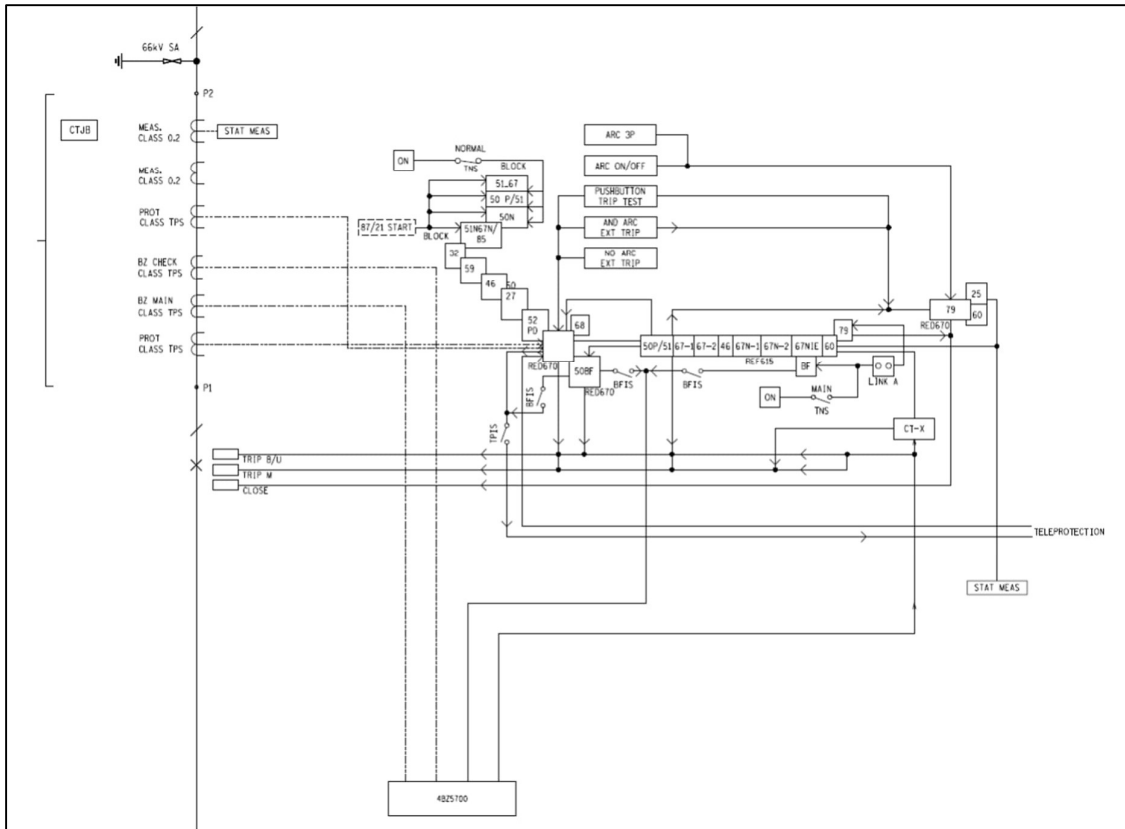 66kV SA
P2
CTJB
MEAS.
CLASS 0.2
STAT MEAS
MEAS.
CLASS 0.2
PROT
CLASS TPS
BZ CHECK
CLASS TPS
BZ MAIN
CLASS TPS
PROT
CLASS TPS
P1
ON
NORMAL
TNS
BLOCK
51_67
50 P/51
50N
87/21 START
BLOCK
51N67N/
85
32
59
46
50
27
52
PD
68
RED670
50BF
RED670
BFIS
BFIS
BFIS
TPIS
ARC 3P
ARC ON/OFF
PUSHBUTTON
TRIP TEST
AND ARC
EXT TRIP
NO ARC
EXT TRIP
25
79
60
RED670
79
50P/51
67-1
67-2
46
67N-1
67N-2
67NIE
60
REF615
BF
LINK A
ON
MAIN
TNS
CT-X
TRIP B/U
TRIP M
CLOSE
TELEPROTECTION
STAT MEAS
4BZ5700